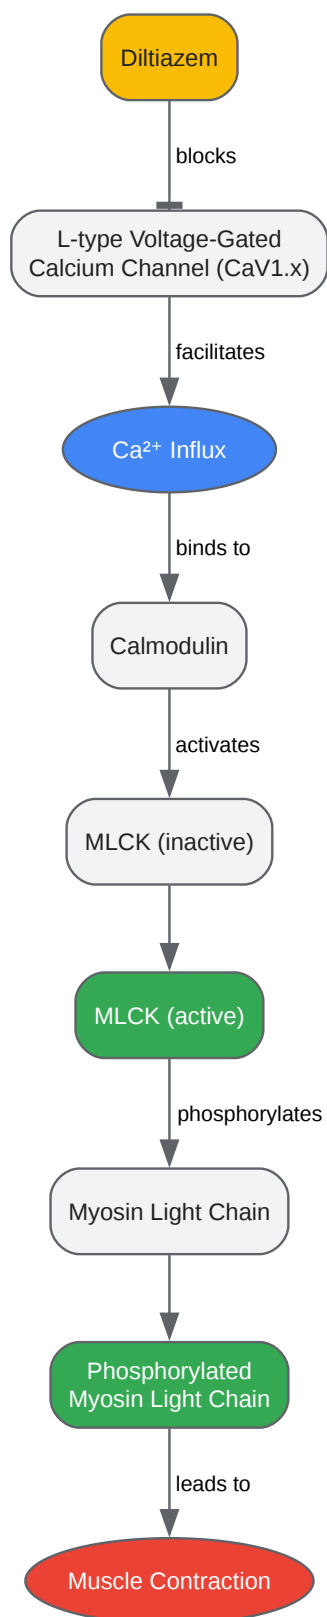 Diltiazem
blocks
L-type Voltage-Gated
Calcium Channel (CaV1.x)
facilitates
Ca²⁺ Influx
binds to
Calmodulin
activates
MLCK (inactive)
MLCK (active)
phosphorylates
Myosin Light Chain
Phosphorylated
Myosin Light Chain
leads to
Muscle Contraction